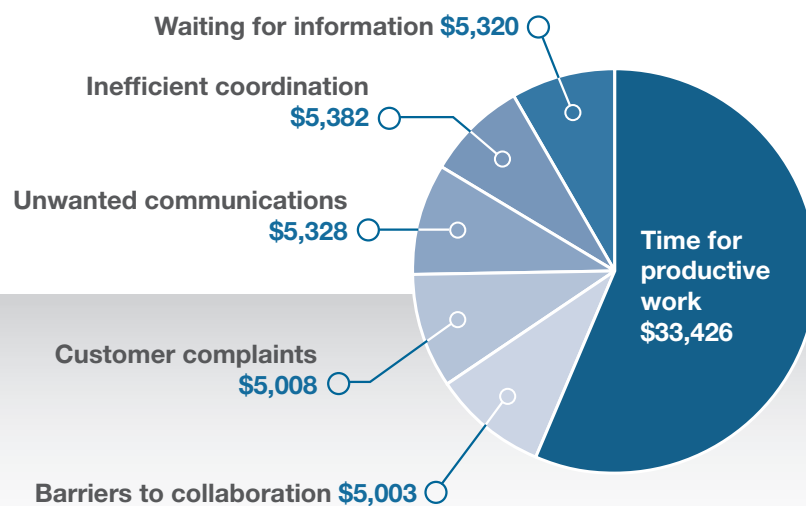 Waiting for information $5,320
Inefficient coordination
$5,382
Unwanted communications
$5,328
Customer complaints
$5,008
Barriers to collaboration $5,003
Time for
productive
work
$33,426